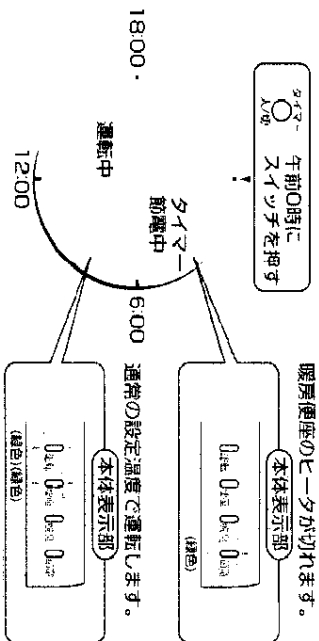 タイマー
入/切
午前0時に
スイッチを押す
18:00
12:00
6:00
運転中
タイマー
節電中
暖房便座のヒータが切れます。
本体表示部
(緑色)
通常の設定温度で運転します。
本体表示部
(緑色)(緑色)